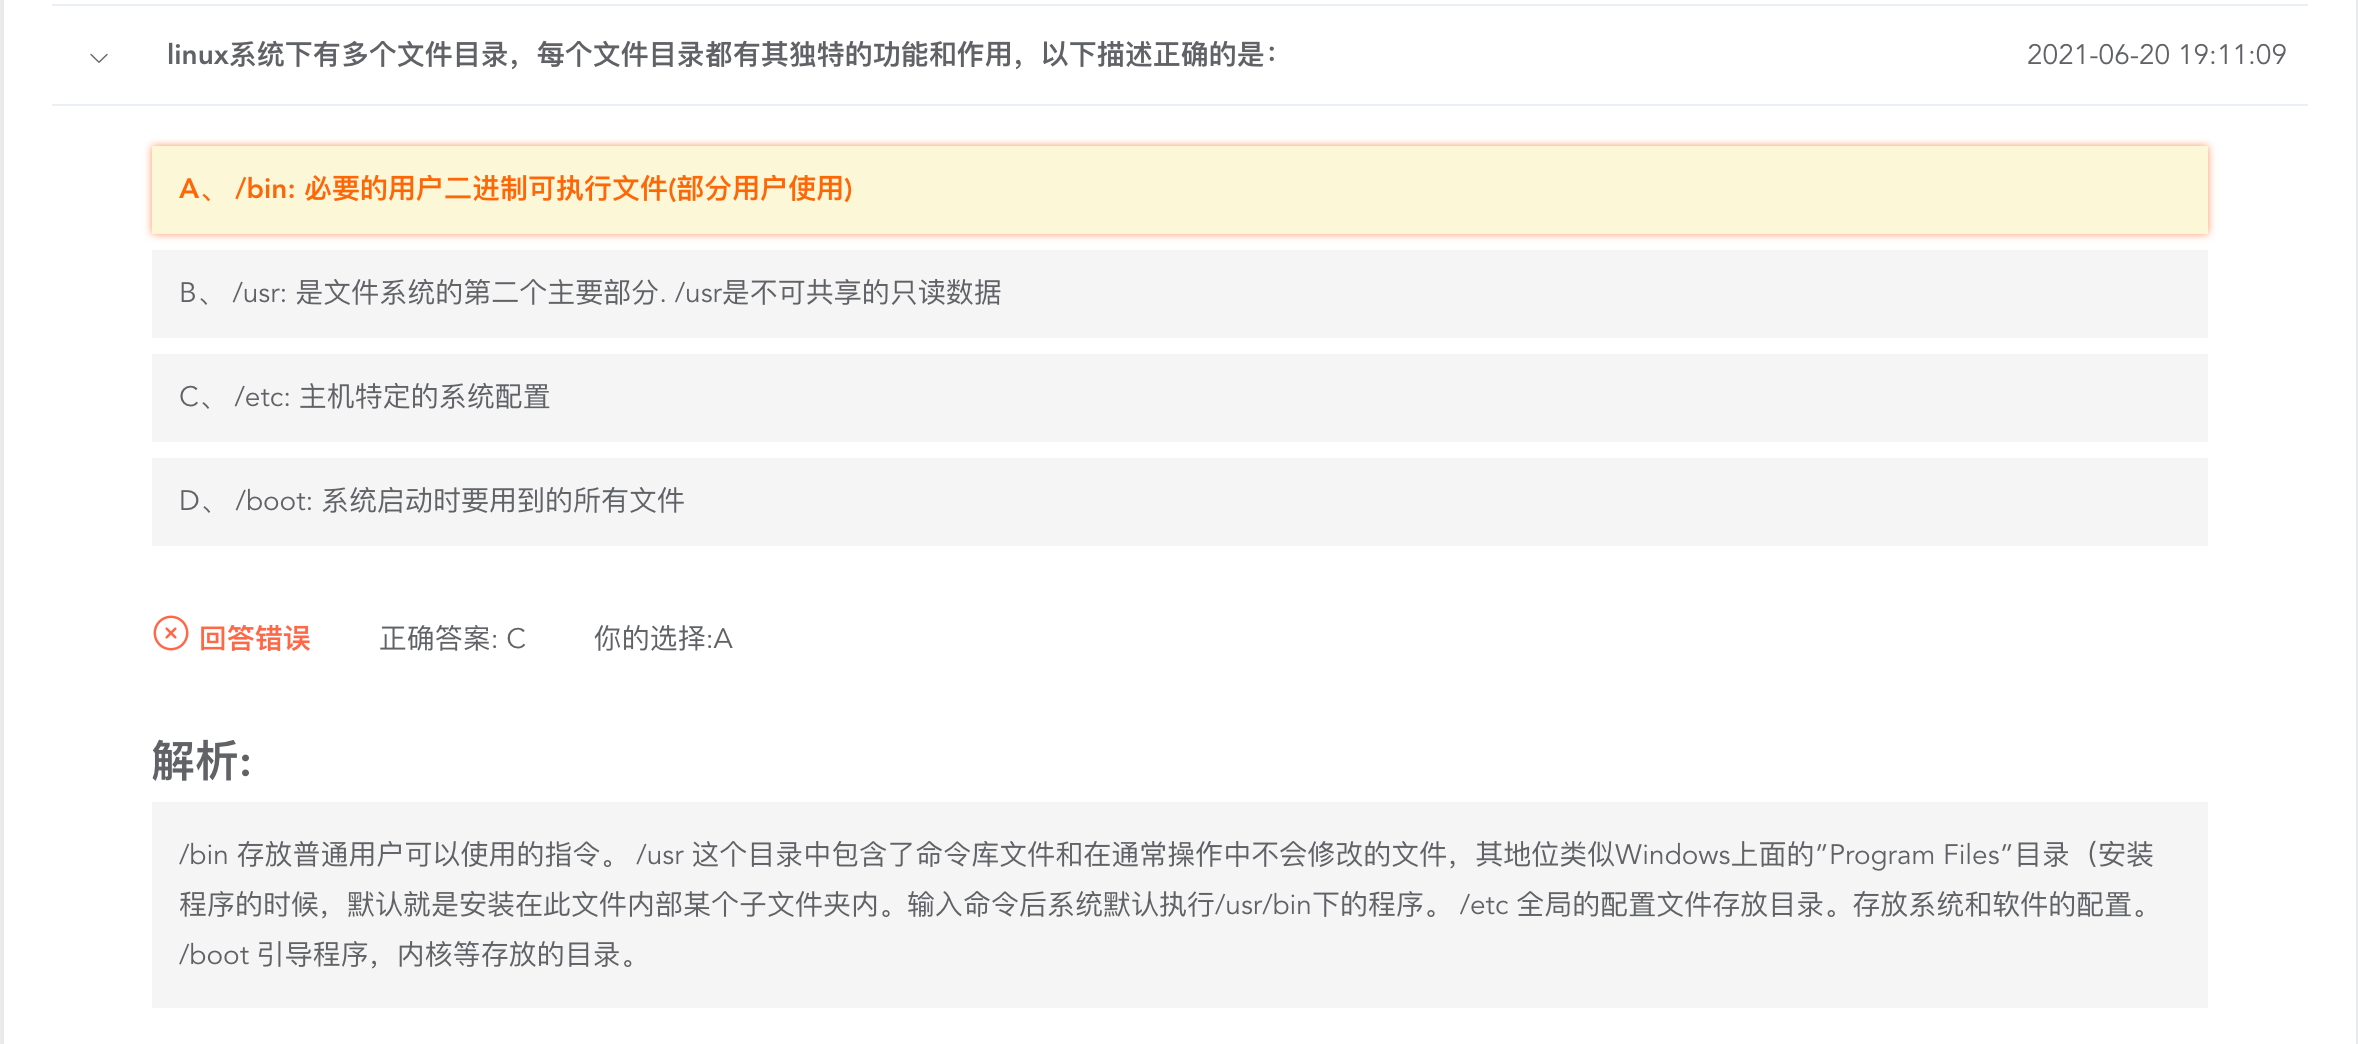 linux系统下有多个文件目录，每个文件目录都有其独特的功能和作用，以下描述正确的是： 2021-06-20 19:11:09
A、 /bin: 必要的用户二进制可执行文件(部分用户使用)
B、 /usr: 是文件系统的第二个主要部分. /usr是不可共享的只读数据
C、 /etc: 主机特定的系统配置
D、 /boot: 系统启动时要用到的所有文件
回答错误 正确答案: C 你的选择:A
解析:
/bin 存放普通用户可以使用的指令。 /usr 这个目录中包含了命令库文件和在通常操作中不会修改的文件，其地位类似Windows上面的”Program Files”目录（安装
程序的时候，默认就是安装在此文件内部某个子文件夹内。输入命令后系统默认执行/usr/bin下的程序。 /etc 全局的配置文件存放目录。存放系统和软件的配置。
/boot 引导程序，内核等存放的目录。